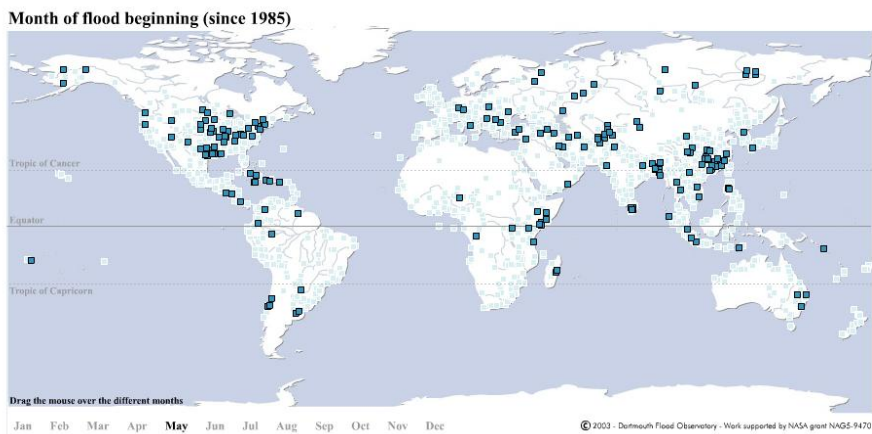 Month of flood beginning (since 1985)
Tropic of Cancer
Equator
Tropic of Capricorn
Drag the mouse over the different months
Jan Feb Mar Apr May Jun Jul Aug Sep Oct Nov Dec
© 2003 - Dartmouth Flood Observatory - Work supported by NASA grant NAG5-9470